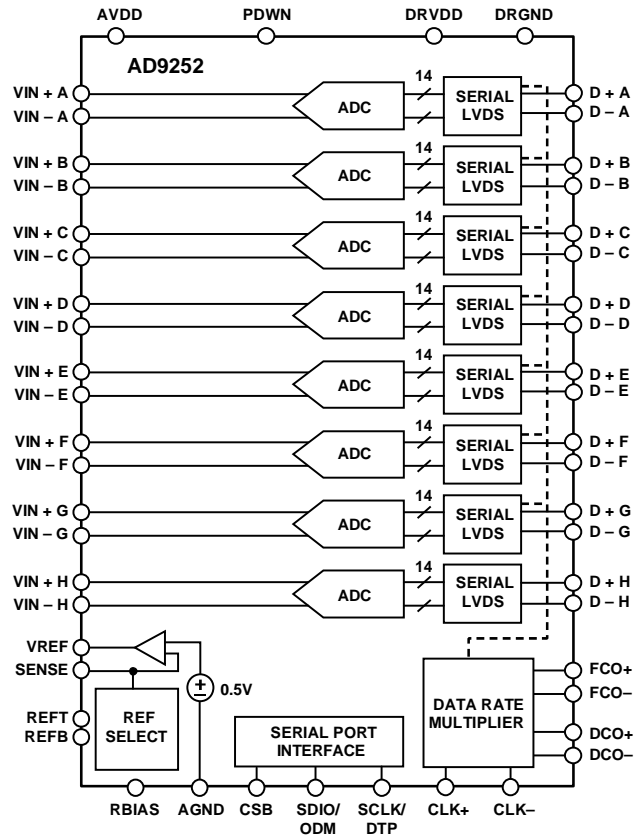 AVDD PDWN DRVDD DRGND
AD9252
VIN + A ADC 14 SERIAL LVDS D + A
VIN – A D – A
VIN + B ADC 14 SERIAL LVDS D + B
VIN – B D – B
VIN + C ADC 14 SERIAL LVDS D + C
VIN – C D – C
VIN + D ADC 14 SERIAL LVDS D + D
VIN – D D – D
VIN + E ADC 14 SERIAL LVDS D + E
VIN – E D – E
VIN + F ADC 14 SERIAL LVDS D + F
VIN – F D – F
VIN + G ADC 14 SERIAL LVDS D + G
VIN – G D – G
VIN + H ADC 14 SERIAL LVDS D + H
VIN – H D – H
VREF
SENSE
REFT
REFB
REF
SELECT
+
–
0.5V
SERIAL PORT
INTERFACE
DATA RATE
MULTIPLIER
FCO+
FCO–
DCO+
DCO–
RBIAS AGND CSB SDIO/ SCLK/ CLK+ CLK–
ODM DTP